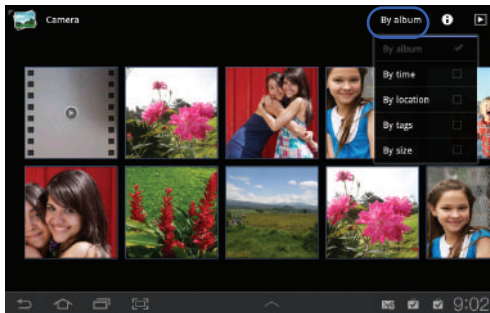 Camera
By album
By album
By time
By location
By tags
By size
9:02